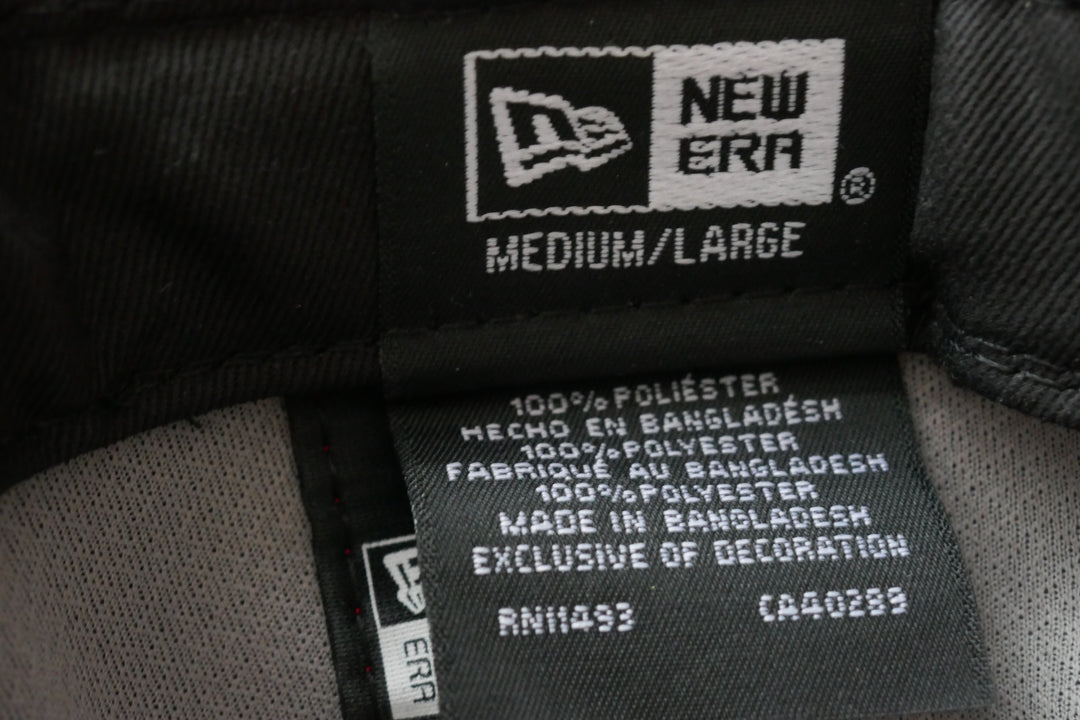 NEW
ERA
®
MEDIUM/LARGE
100% POLIÉSTER
HECHO EN BANGLADÉSH
100% POLYESTER
FABRIQUÉ AU BANGLADESH
100% POLYESTER
MADE IN BANGLADESH
EXCLUSIVE OF DECORATION
RN11493 CA40289
ERA